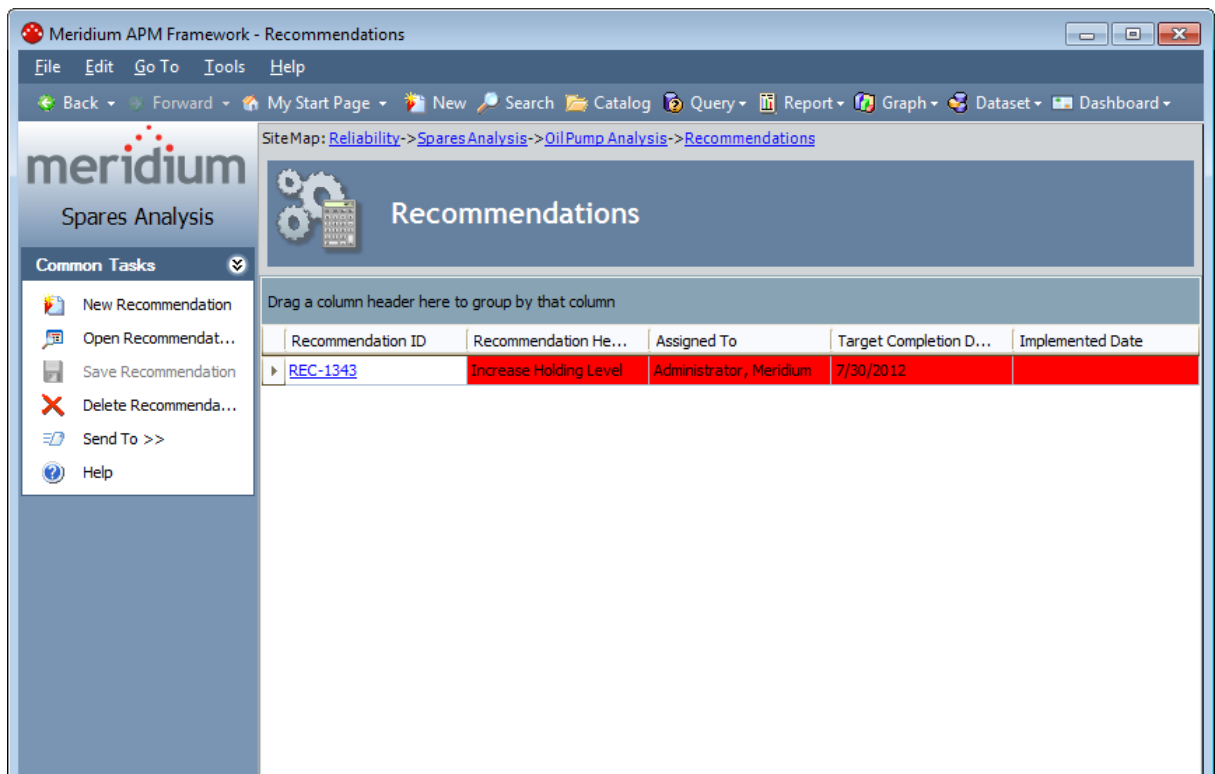 Meridium APM Framework - Recommendations
File Edit Go To Tools Help
Back Forward My Start Page New Search Catalog Query Report Graph Dataset Dashboard
meridium
Spares Analysis
Common Tasks
New Recommendation
Open Recommendat...
Save Recommendation
Delete Recommenda...
Send To >>
Help
Site Map: Reliability->Spares Analysis->Oil Pump Analysis->Recommendations
Recommendations
Drag a column header here to group by that column
Recommendation ID Recommendation He... Assigned To Target Completion D... Implemented Date
REC-1343 Increase Holding Level Administrator, Meridium 7/30/2012